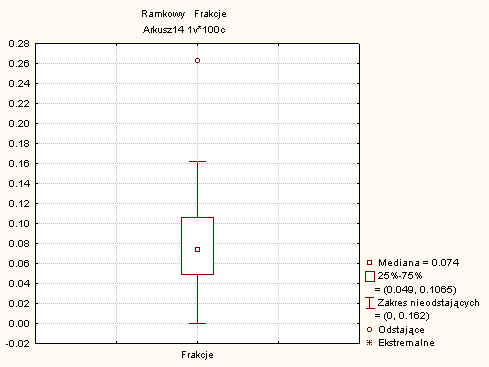 Ramkowy Frakcje
Arkusz14 1v*100c
0.28
0.26
0.24
0.22
0.20
0.18
0.16
0.14
0.12
0.10
0.08
0.06
0.04
0.02
0.00
-0.02
Frakcje
Mediana = 0.074
25%-75%
= (0.049, 0.1065)
Zakres nieodstających
= (0, 0.162)
Odstające
Ekstremalne